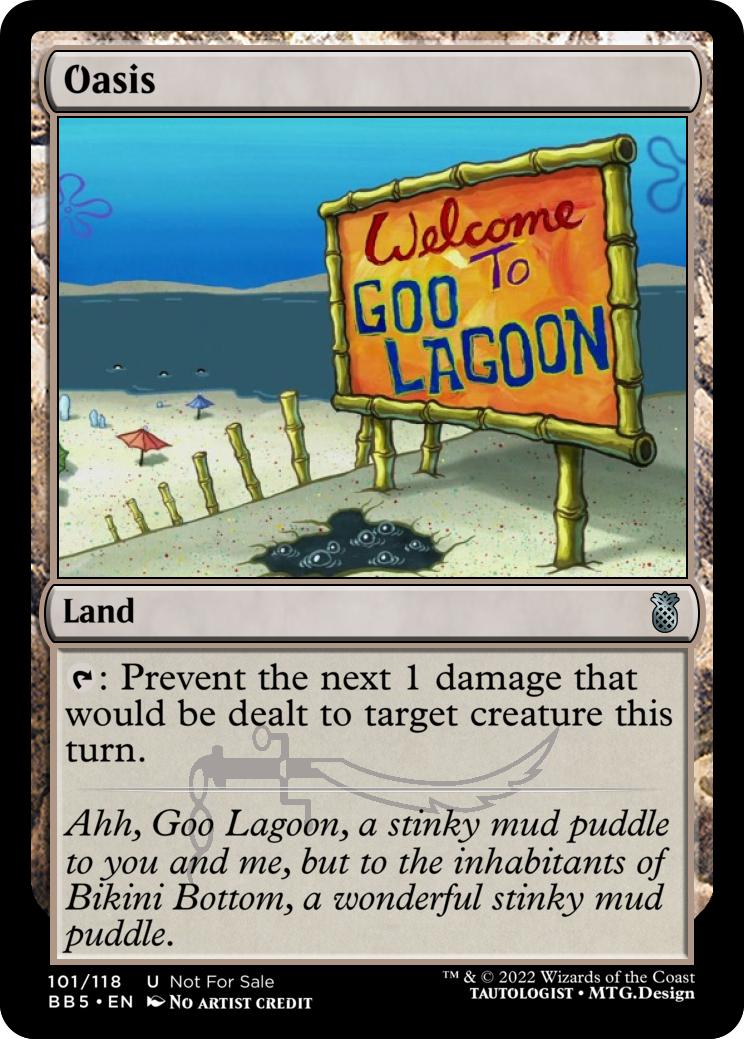 Oasis
Welcome
To
GOO
LAGOON
Land
: Prevent the next 1 damage that
would be dealt to target creature this
turn.
Ahh, Goo Lagoon, a stinky mud puddle
to you and me, but to the inhabitants of
Bikini Bottom, a wonderful stinky mud
puddle.
101/118 U Not For Sale
BB5 • EN No artist credit
™ & © 2022 Wizards of the Coast
TAUTOLOGIST • MTG.Design